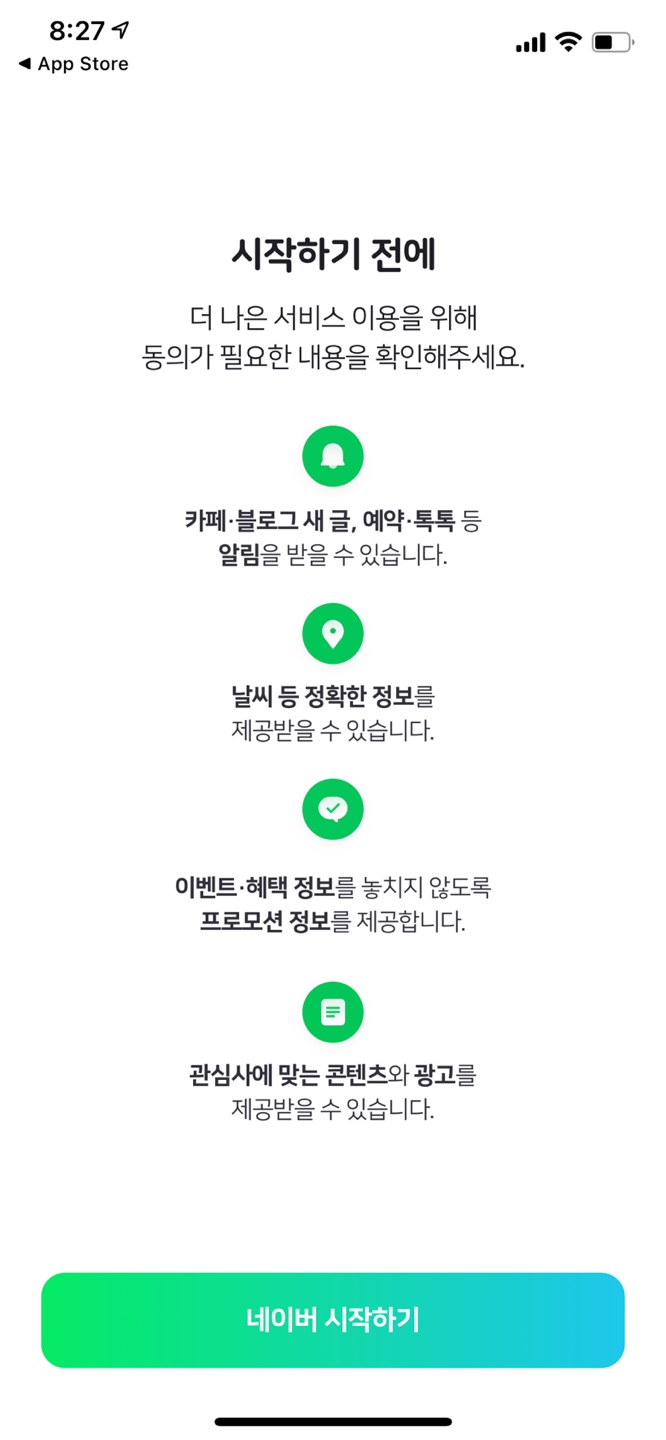 8:27
◀ App Store
시작하기 전에
더 나은 서비스 이용을 위해
동의가 필요한 내용을 확인해주세요.
카페·블로그 새 글, 예약·톡톡 등
알림을 받을 수 있습니다.
날씨 등 정확한 정보를
제공받을 수 있습니다.
이벤트·혜택 정보를 놓치지 않도록
프로모션 정보를 제공합니다.
관심사에 맞는 콘텐츠와 광고를
제공받을 수 있습니다.
네이버 시작하기